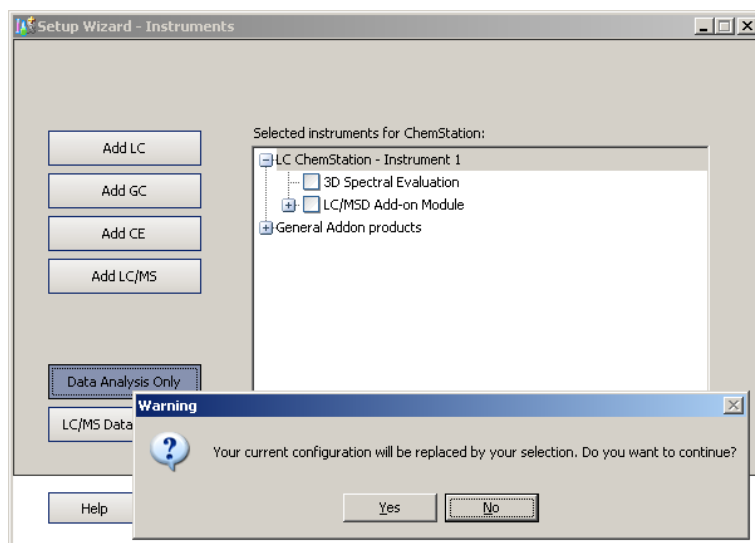 Setup Wizard - Instruments
Selected instruments for ChemStation:
Add LC
LC ChemStation - Instrument 1
3D Spectral Evaluation
Add GC
LC/MSD Add-on Module
General Addon products
Add CE
Add LC/MS
Data Analysis Only
LC/MS Data
Warning
Your current configuration will be replaced by your selection. Do you want to continue?
Yes
No
Help